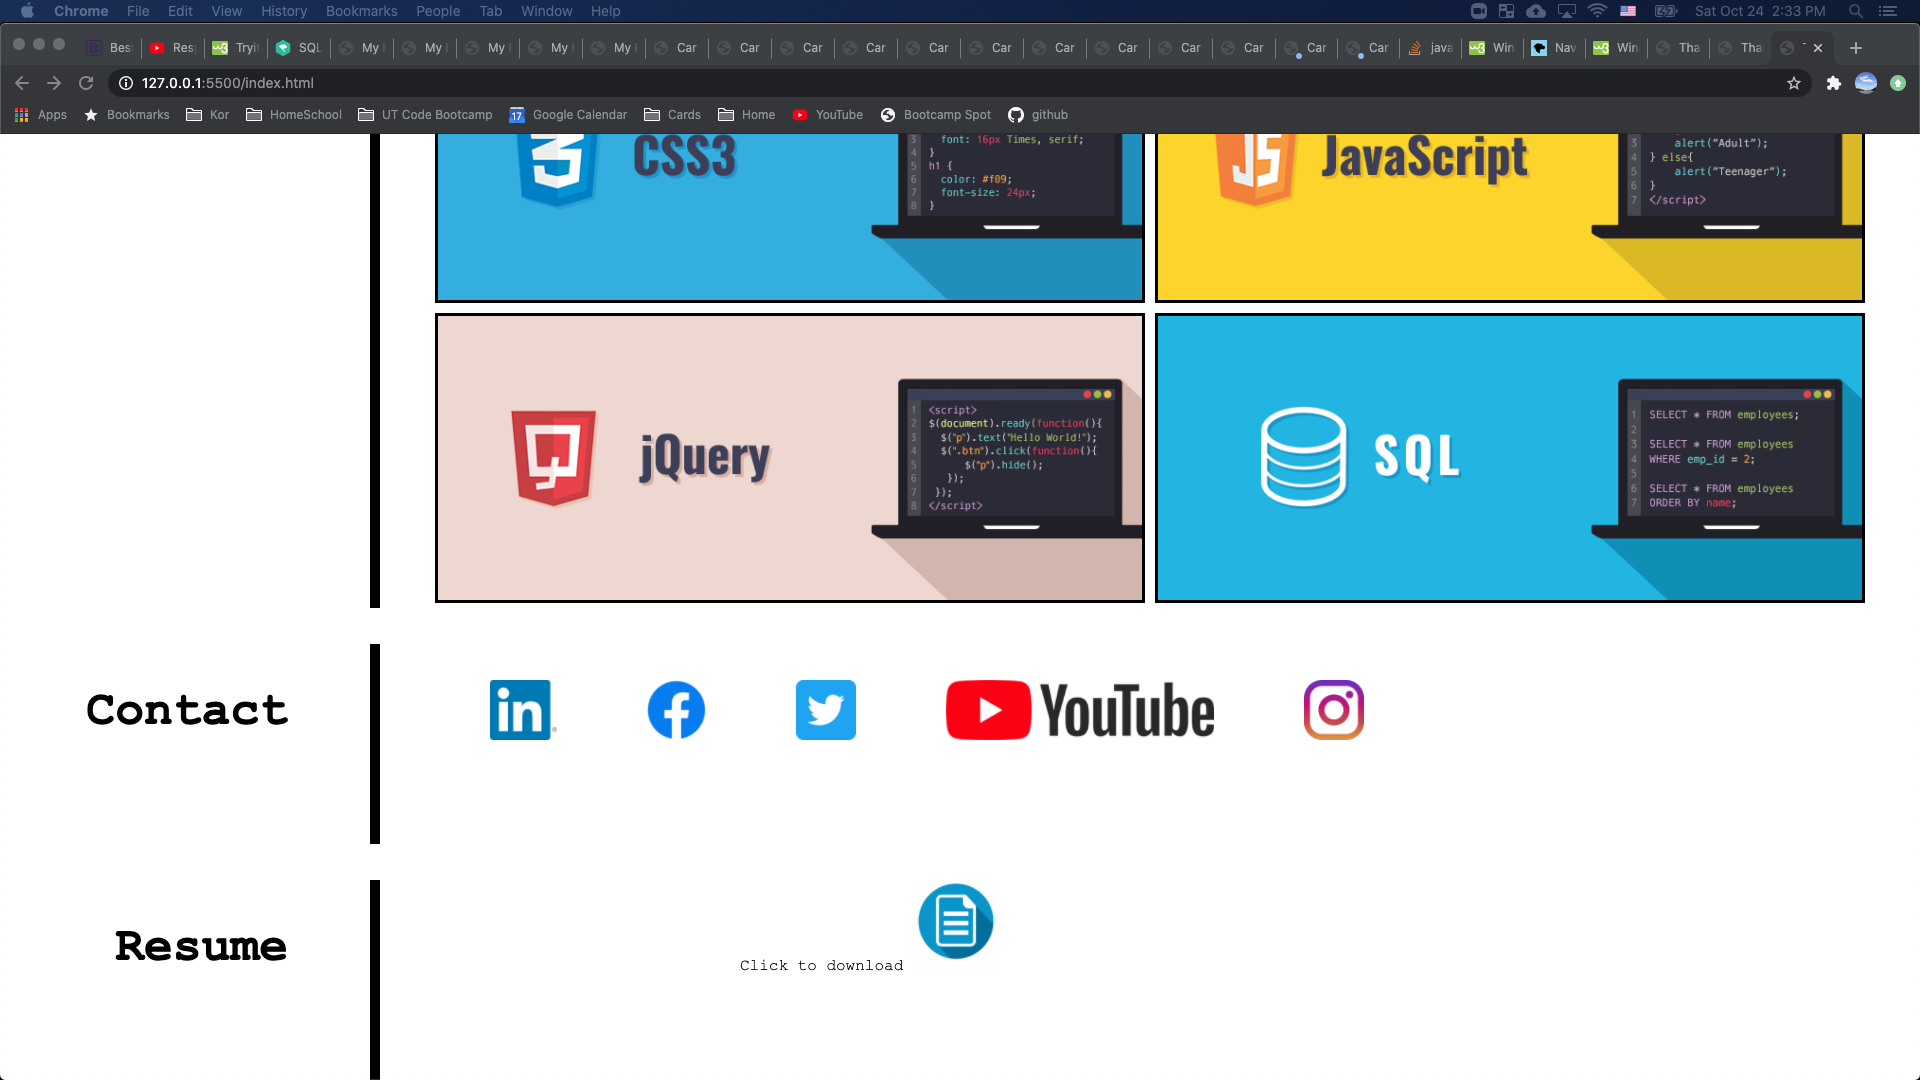 Chrome File Edit View History Bookmarks People Tab Window Help Sat Oct 24 2:33 PM
Bes Res Tryi SQL My My My My My Car Car Car Car Car Car Car Car Car Car Car Car java Win Nav Win Tha Tha
127.0.0.1:5500/index.html
Apps Bookmarks Kor HomeSchool UT Code Bootcamp 17 Google Calendar Cards Home YouTube Bootcamp Spot github
CSS3
3 font: 16px Times, serif;
4 }
5 h1 {
6 color: #f09;
7 font-size: 24px;
8 }
JS JavaScript
3 alert("Adult");
4 } else{
5 alert("Teenager");
6 }
7 </script>
jQuery
1 <script>
2 $(document).ready(function(){
3 $("p").text("Hello World!");
4 $(".btn").click(function(){
5 $("p").hide();
6 });
7 });
8 </script>
SQL
1 SELECT * FROM employees;
2
3 SELECT * FROM employees
4 WHERE emp_id = 2;
5
6 SELECT * FROM employees
7 ORDER BY name;
Contact
in
YouTube
Resume
Click to download